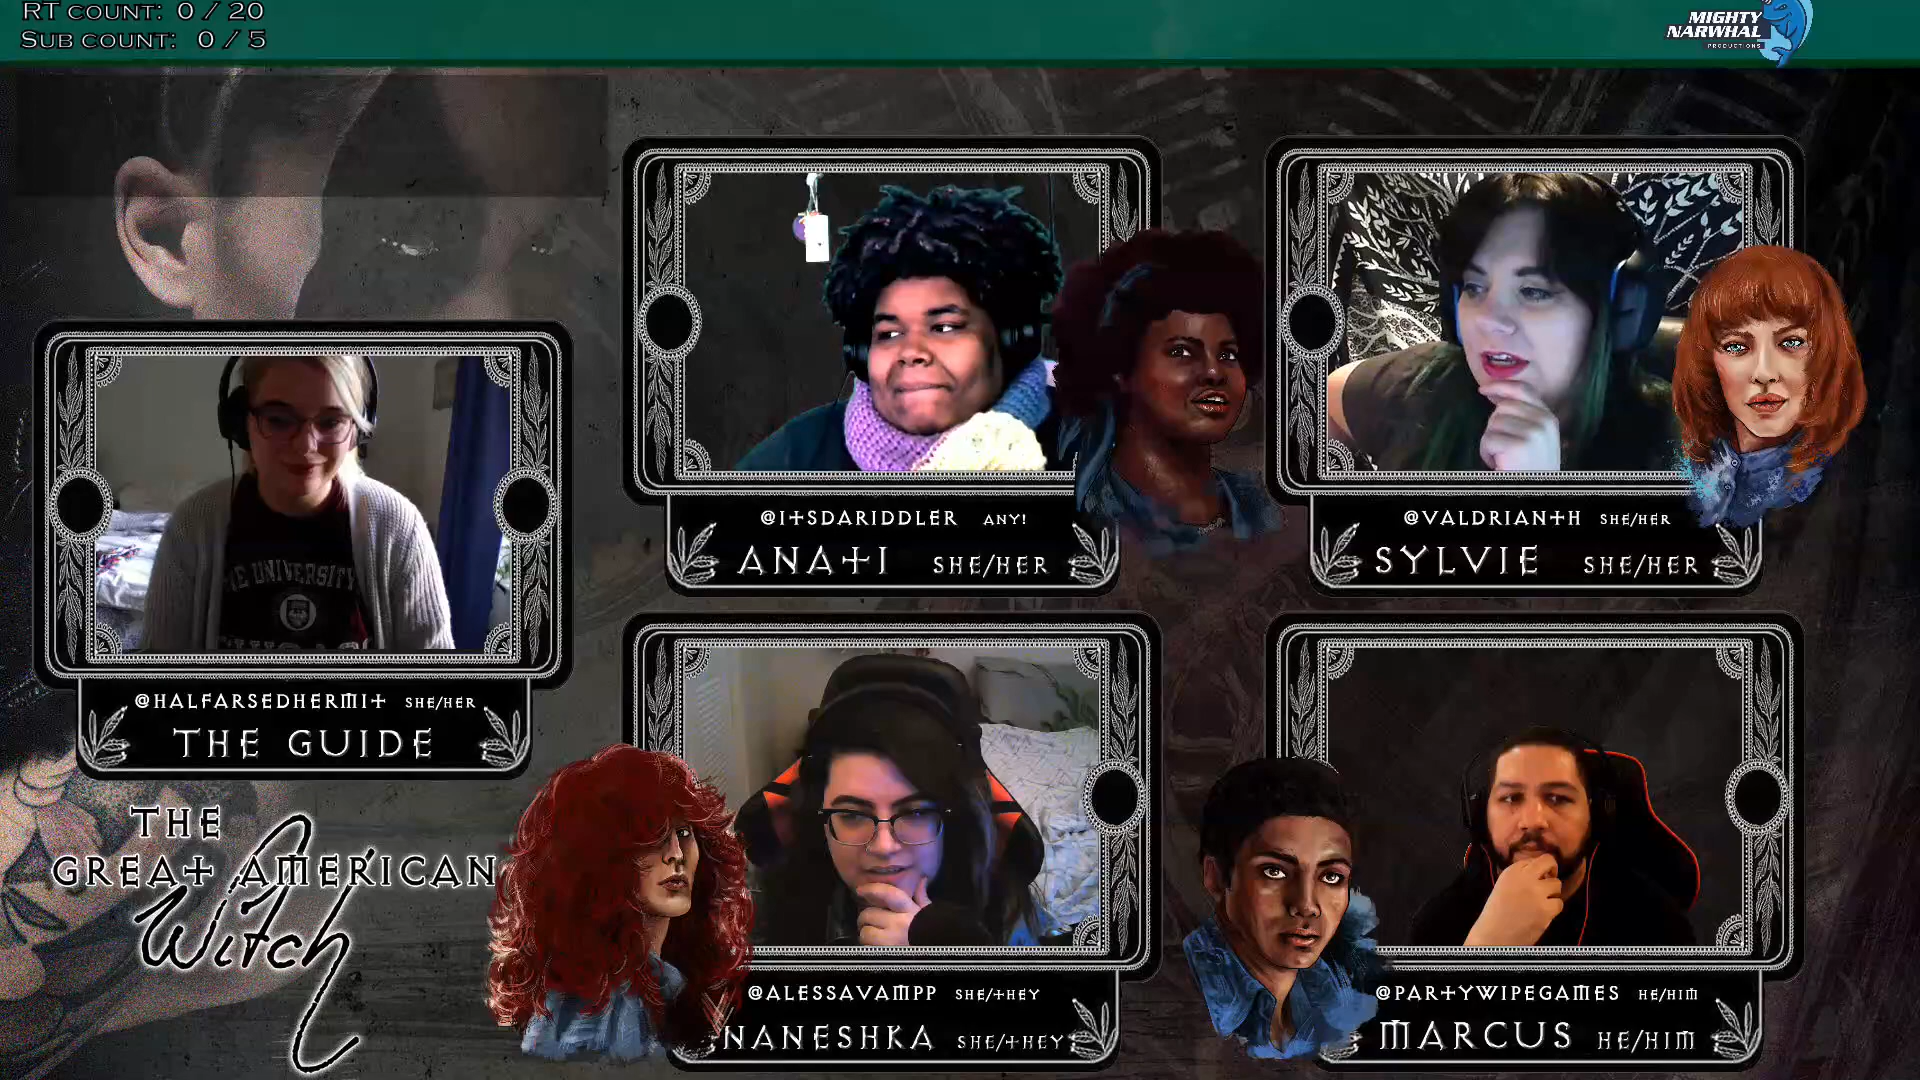 RT COUNT: 0 / 20
SUB COUNT: 0 / 5
MIGHTY
NARWHAL
PRODUCTIONS
@ITSDARIDDLER ANY!
ANATI SHE/HER
@VALDRIANTH SHE/HER
SYLVIE SHE/HER
THE UNIVERSITY
@HALFARSEDHERMIT SHE/HER
THE GUIDE
THE
GREAT AMERICAN
Witch
@ALESSAVAMPP SHE/THEY
NANESHKA SHE/THEY
@PARTYWIPEGAMES HE/HIM
MARCUS HE/HIM